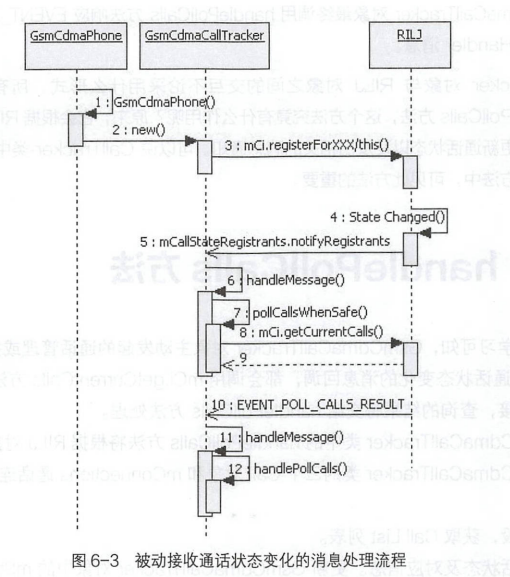 GsmCdmaPhone
GsmCdmaCallTracker
RILJ
1 : GsmCdmaPhone()
2 : new()
3 : mCi.registerForXXX/this()
4 : State Changed()
5 : mCallStateRegistrants.notifyRegistrants
6 : handleMessage()
7 : pollCallsWhenSafe()
8 : mCi.getCurrentCalls()
9
10 : EVENT_POLL_CALLS_RESULT
11 : handleMessage()
12 : handlePollCalls()
图 6-3 被动接收通话状态变化的消息处理流程